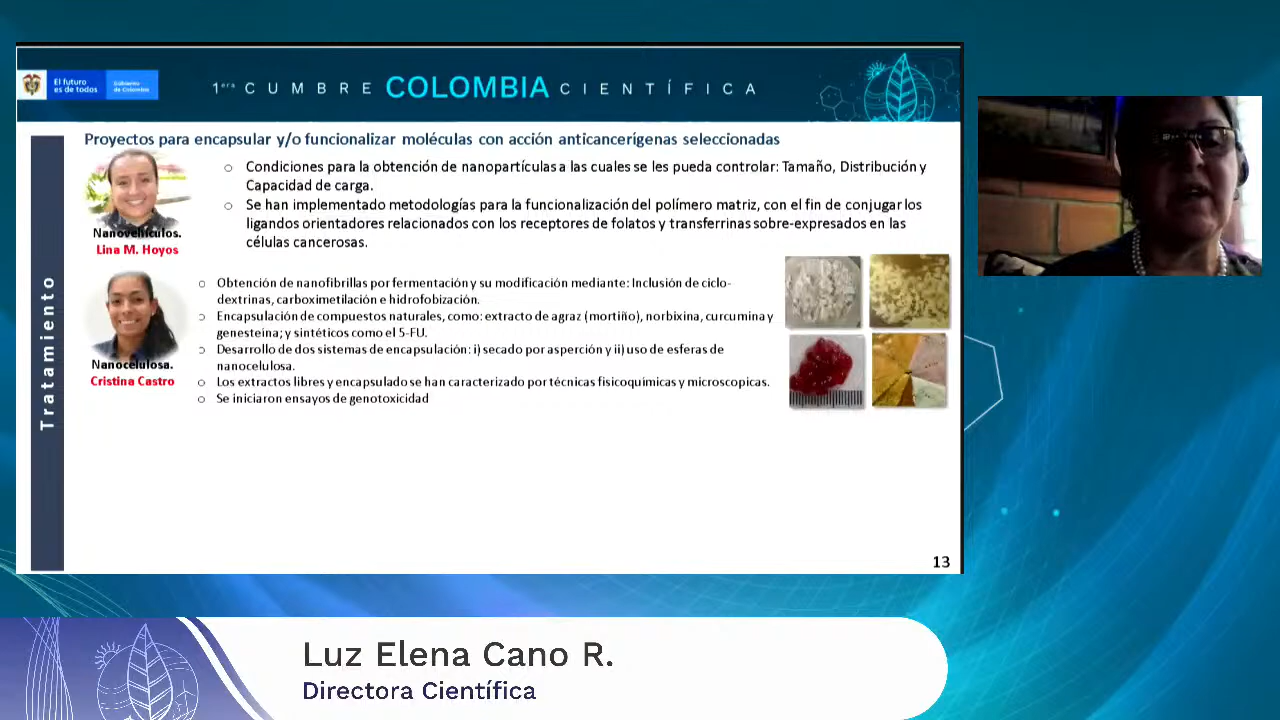 El futuro
es de todos
Gobierno
de Colombia
1era CUMBRE COLOMBIA CIENTÍFICA
Proyectos para encapsular y/o funcionalizar moléculas con acción anticancerígenas seleccionadas
Tratamiento
Nanovehículos.
Lina M. Hoyos
o Condiciones para la obtención de nanopartículas a las cuales se les pueda controlar: Tamaño, Distribución y
Capacidad de carga.
o Se han implementado metodologías para la funcionalización del polímero matriz, con el fin de conjugar los
ligandos orientadores relacionados con los receptores de folatos y transferrinas sobre-expresados en las
células cancerosas.
Nanocelulosa.
Cristina Castro
o Obtención de nanofibrillas por fermentación y su modificación mediante: Inclusión de ciclo-
dextrinas, carboximetilación e hidrofobización.
o Encapsulación de compuestos naturales, como: extracto de agraz (mortiño), norbixina, curcumina y
genesteina; y sintéticos como el 5-FU.
o Desarrollo de dos sistemas de encapsulación: i) secado por asperción y ii) uso de esferas de
nanocelulosa.
o Los extractos libres y encapsulado se han caracterizado por técnicas fisicoquímicas y microscopicas.
o Se iniciaron ensayos de genotoxicidad
13
Luz Elena Cano R.
Directora Científica